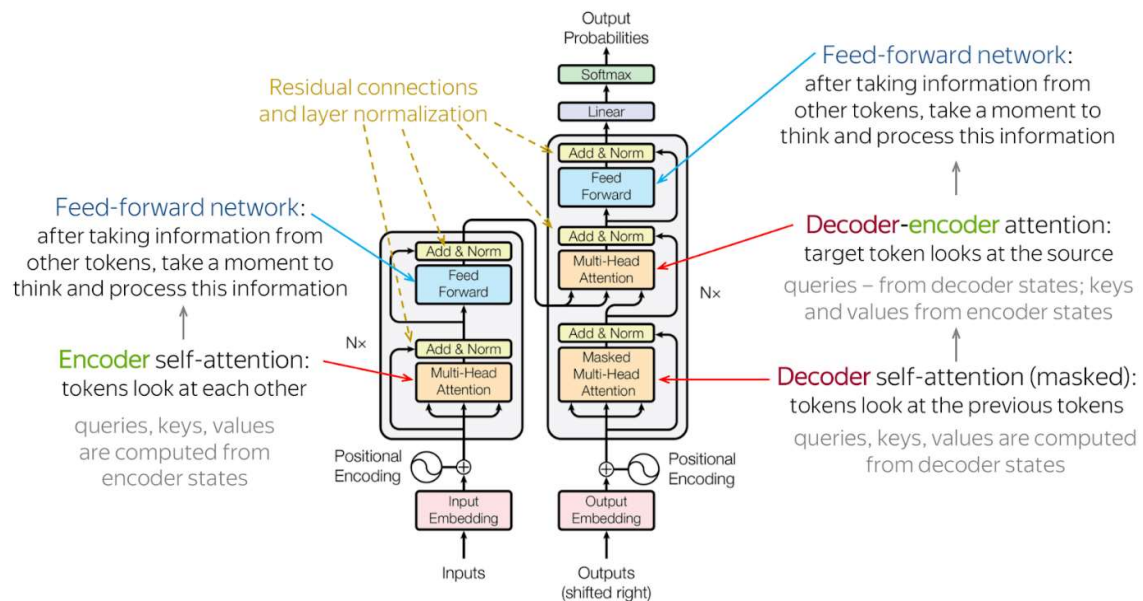 Output
Probabilities
Softmax
Linear
Add & Norm
Feed
Forward
Add & Norm
Multi-Head
Attention
Add & Norm
Masked
Multi-Head
Attention
N×
Positional
Encoding
Output
Embedding
Outputs
(shifted right)
Residual connections
and layer normalization
Add & Norm
Feed
Forward
Add & Norm
Multi-Head
Attention
N×
Positional
Encoding
Input
Embedding
Inputs
Feed-forward network:
after taking information from
other tokens, take a moment to
think and process this information
Encoder self-attention:
tokens look at each other
queries, keys, values
are computed from
encoder states
Feed-forward network:
after taking information from
other tokens, take a moment to
think and process this information
Decoder-encoder attention:
target token looks at the source
queries – from decoder states; keys
and values from encoder states
Decoder self-attention (masked):
tokens look at the previous tokens
queries, keys, values are computed
from decoder states